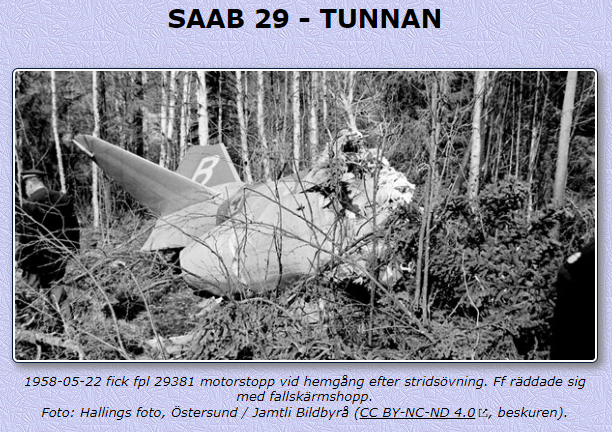 SAAB 29 - TUNNAN
B
1958-05-22 fick fpl 29381 motorstopp vid hemgång efter stridsövning. Ff räddade sig
med fallskärmshopp.
Foto: Hallings foto, Östersund / Jamtli Bildbyrå (CC BY-NC-ND 4.0, beskuren).